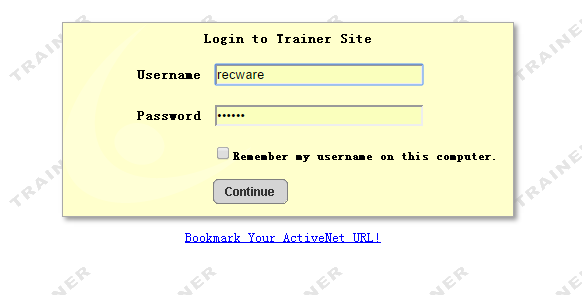 Login to Trainer Site
Username recware
Password ••••••
Remember my username on this computer.
Continue
Bookmark Your ActiveNet URL!
TRAINER
TRAINER
TRAINER
TRAINER
TRAINER
TRAINER
TRAINER